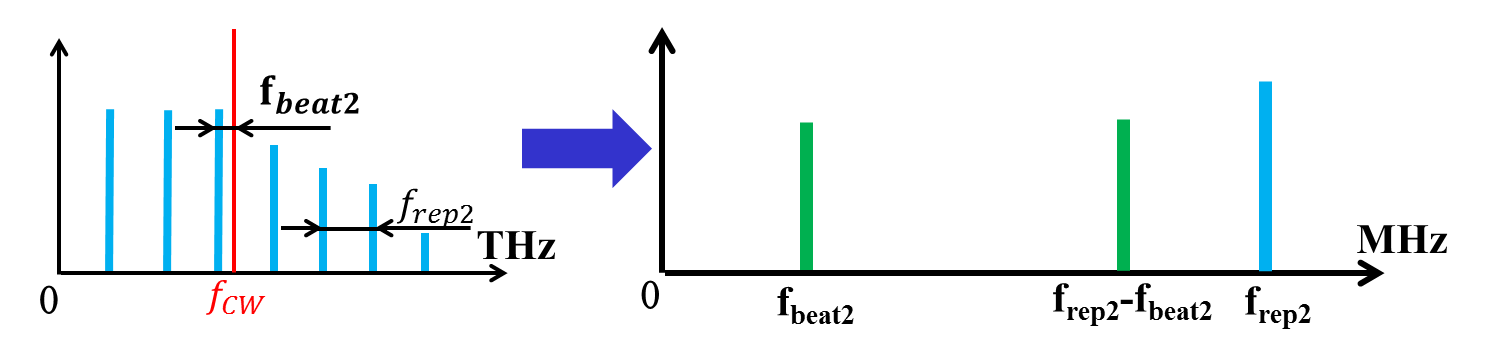 f_beat2
f_rep2
THz
0
f_CW
MHz
0
f_beat2
f_rep2-f_beat2
f_rep2